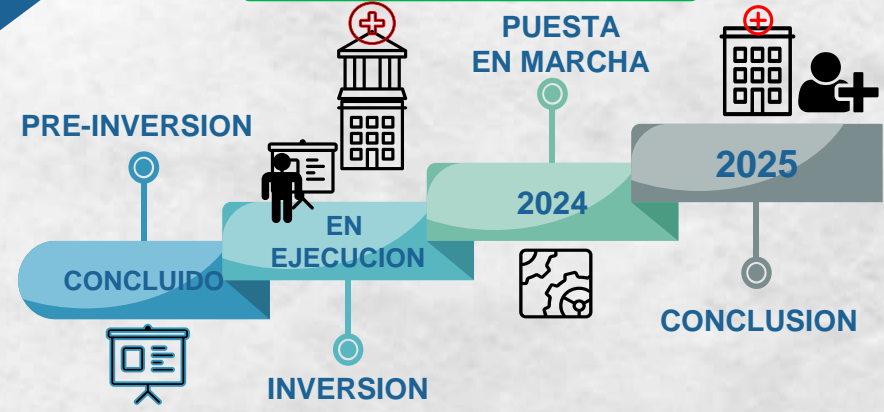 PRE-INVERSION
CONCLUIDO
EN
EJECUCION
INVERSION
PUESTA
EN MARCHA
2024
2025
CONCLUSION